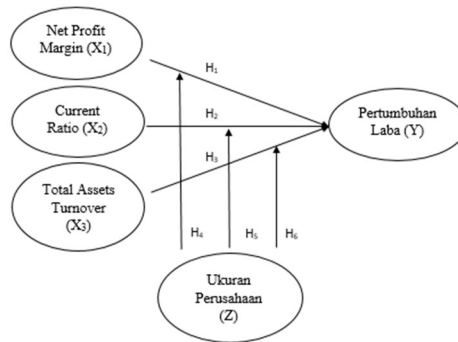 Net Profit
Margin (X₁)
H₁
Current
Ratio (X₂)
H₂
Pertumbuhan
Laba (Y)
H₃
Total Assets
Turnover
(X₃)
H₄
H₅
H₆
Ukuran
Perusahaan
(Z)